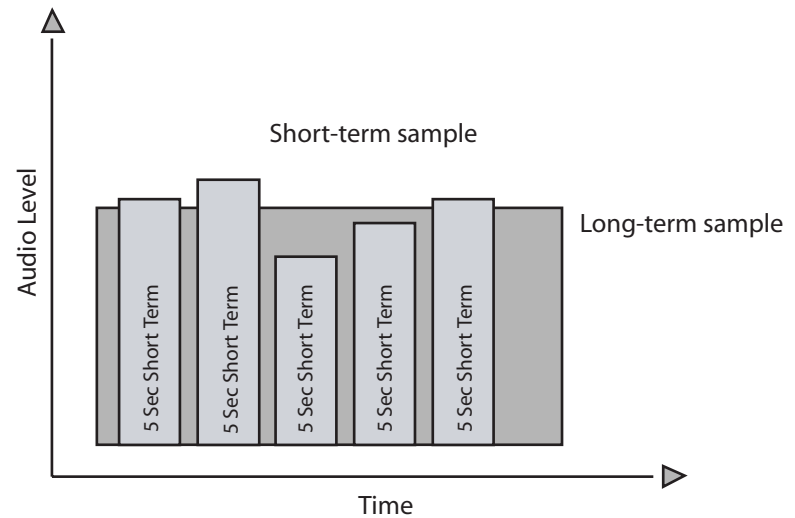 Short-term sample
Long-term sample
Audio Level
5 Sec Short Term
5 Sec Short Term
5 Sec Short Term
5 Sec Short Term
5 Sec Short Term
Time